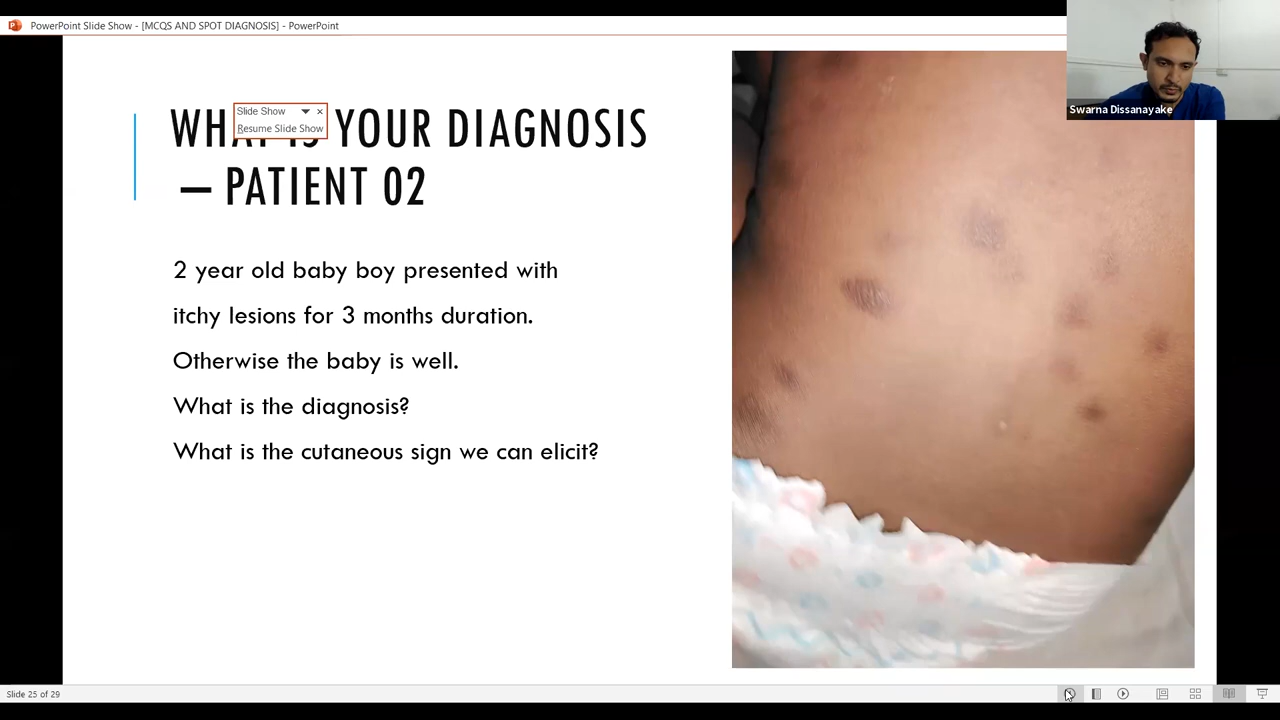 PowerPoint Slide Show - [MCQS AND SPOT DIAGNOSIS] - PowerPoint
Swarna Dissanayake
Slide Show
Resume Slide Show
YOUR DIAGNOSIS
– PATIENT 02
2 year old baby boy presented with
itchy lesions for 3 months duration.
Otherwise the baby is well.
What is the diagnosis?
What is the cutaneous sign we can elicit?
Slide 25 of 29